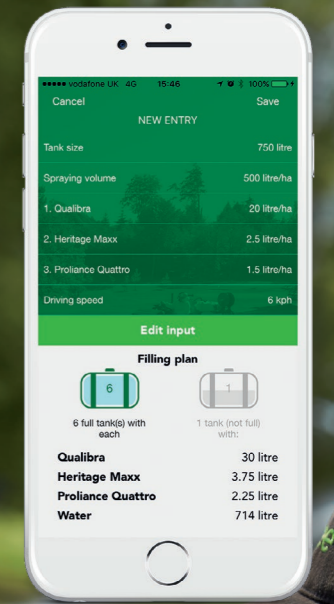 vodafone UK 4G 15:46 100%
Cancel Save
NEW ENTRY
Tank size 750 litre
Spraying volume 500 litre/ha
1. Qualibra 20 litre/ha
2. Heritage Maxx 2.5 litre/ha
3. Proliance Quattro 1.5 litre/ha
Driving speed 6 kph
Edit input
Filling plan
6 1
6 full tank(s) with
each
1 tank (not full)
with:
Qualibra 30 litre
Heritage Maxx 3.75 litre
Proliance Quattro 2.25 litre
Water 714 litre